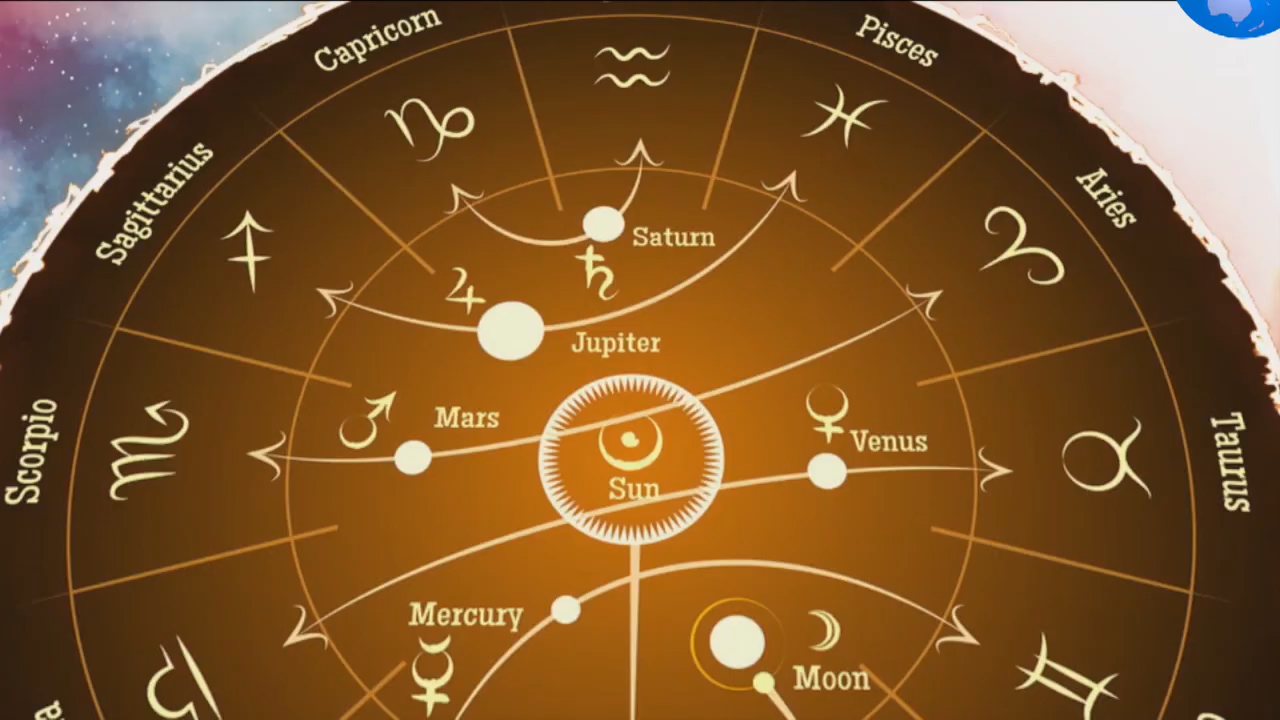 Capricorn
Pisces
Sagittarius
Aries
Saturn
Jupiter
Scorpio
Mars
Venus
Taurus
Sun
Mercury
Moon